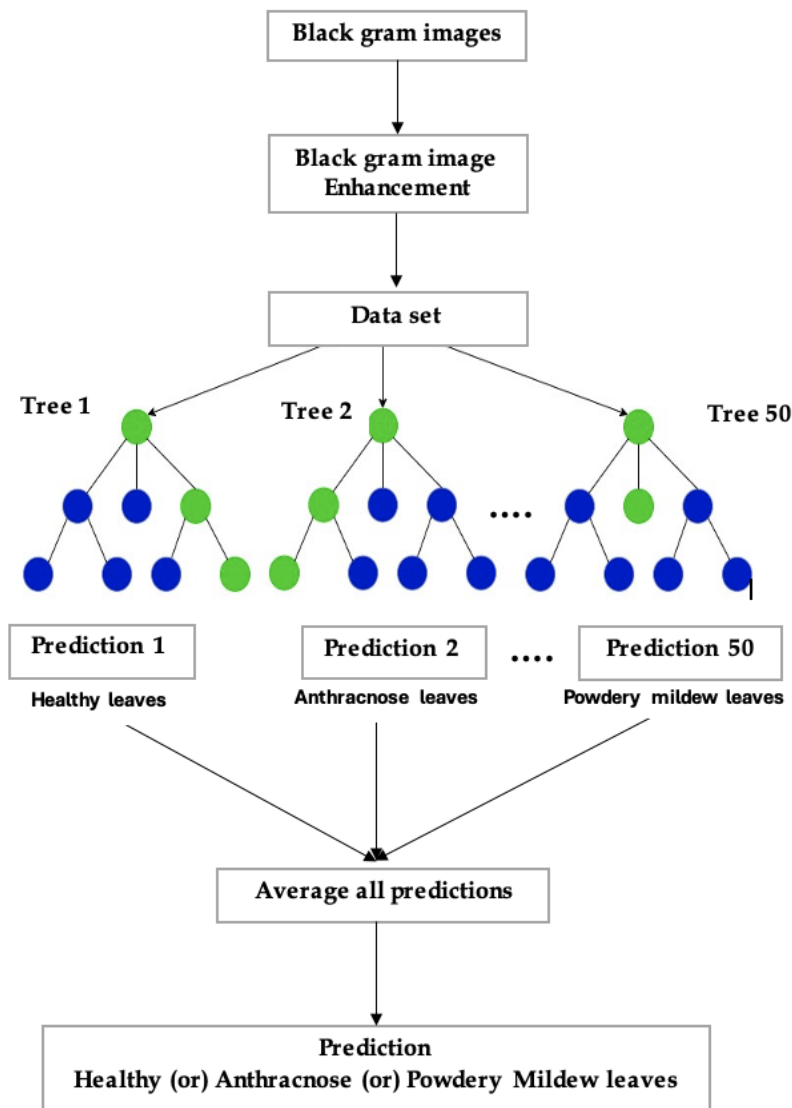 Black gram images
Black gram image
Enhancement
Data set
Tree 1
Tree 2
Tree 50
....
Prediction 1
Prediction 2
....
Prediction 50
Healthy leaves
Anthracnose leaves
Powdery mildew leaves
Average all predictions
Prediction
Healthy (or) Anthracnose (or) Powdery Mildew leaves